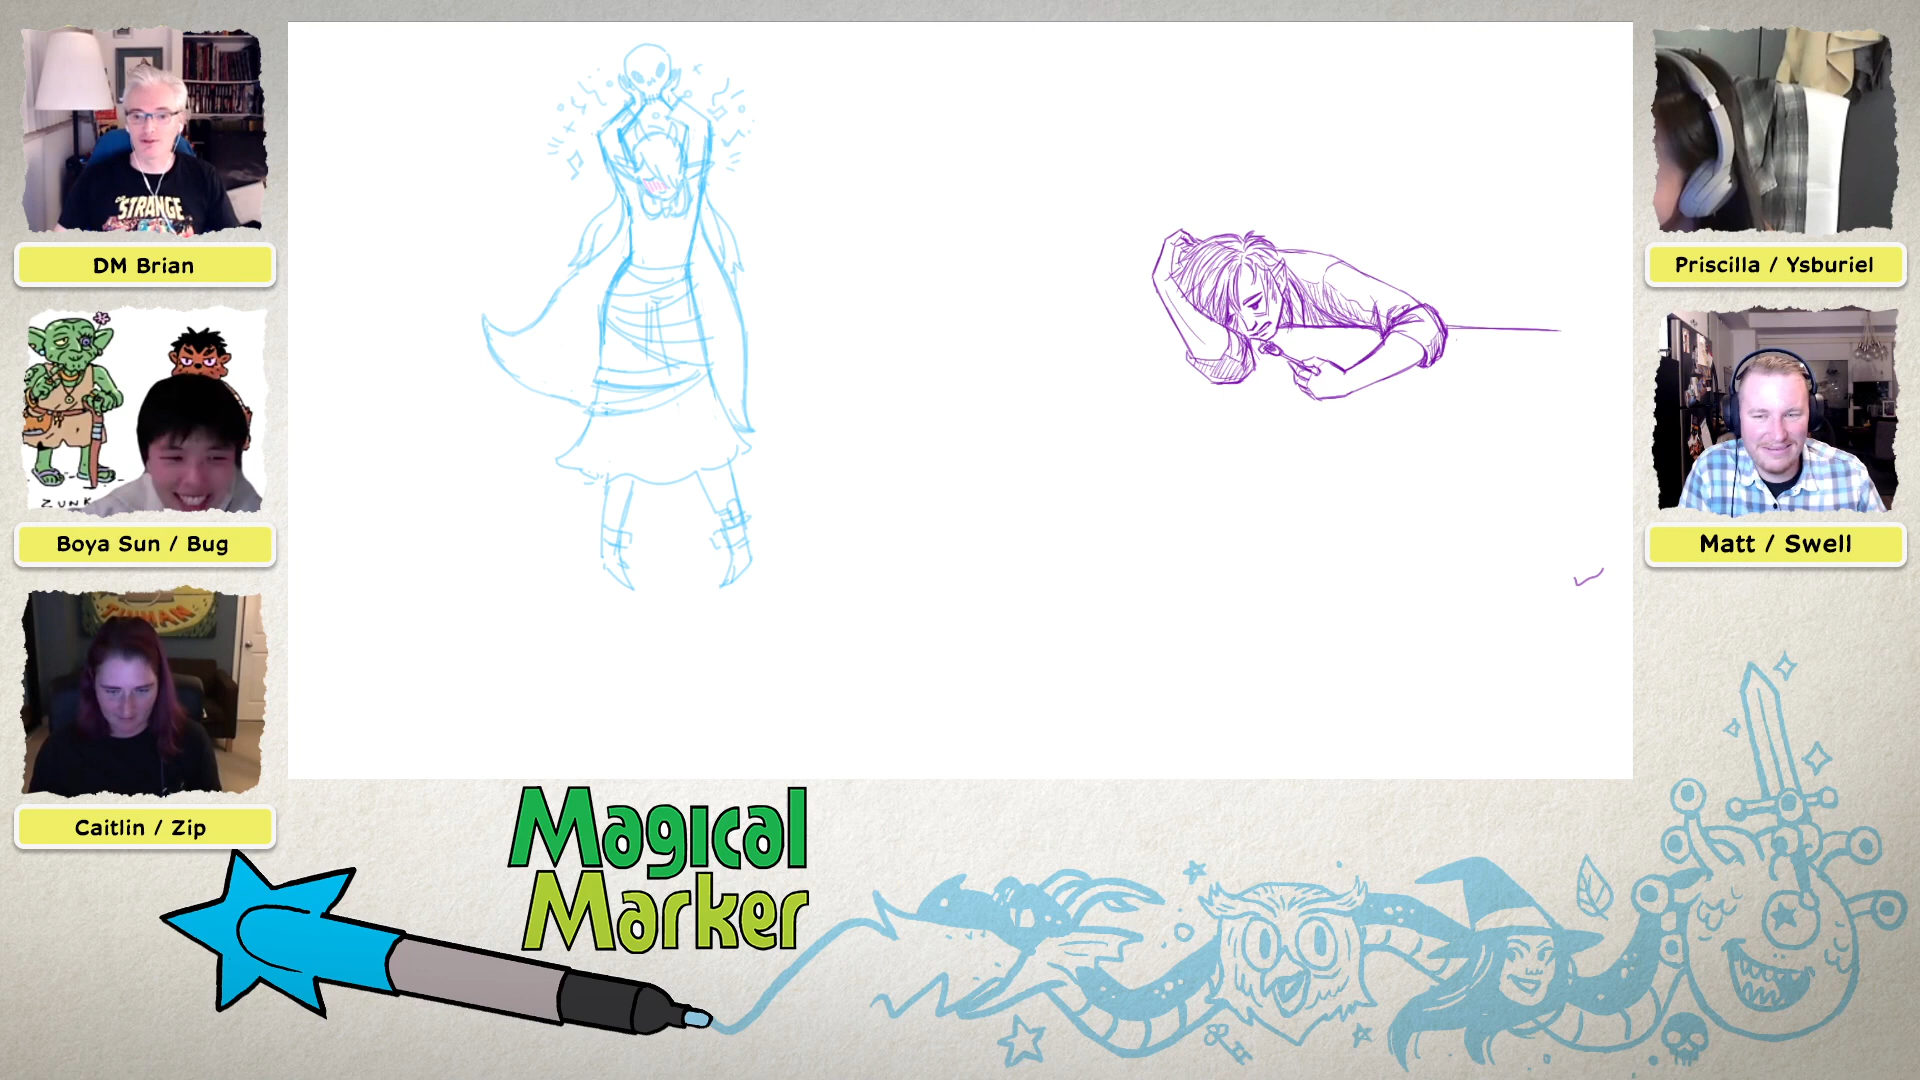 STRANGE
DM Brian
ZUNK
Boya Sun / Bug
Caitlin / Zip
Priscilla / Ysburiel
Matt / Swell
Magical
Marker